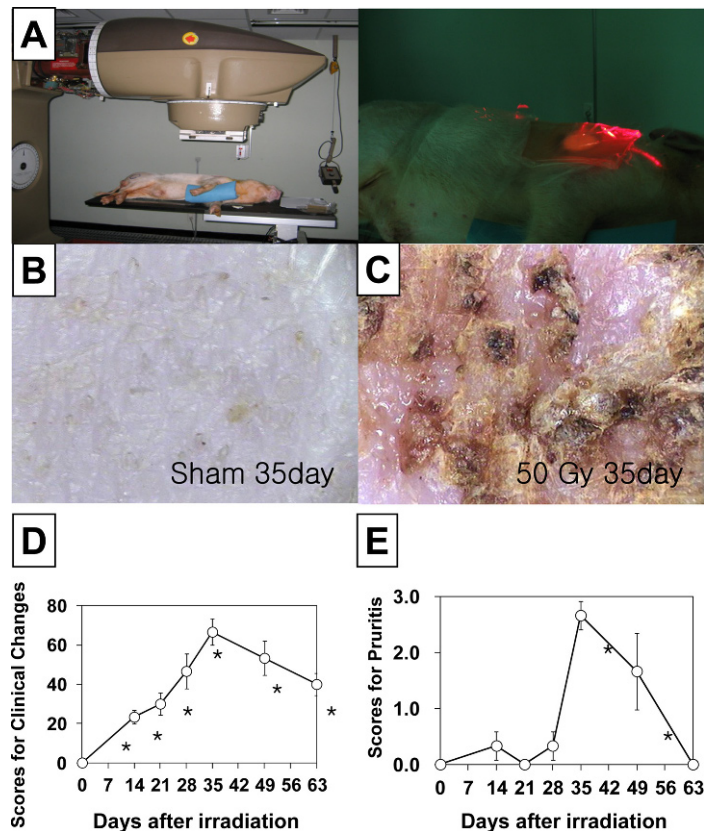 A
B
C
Sham 35day
50 Gy 35day
D
E
Scores for Clinical Changes
80
60
40
20
0
0 7 14 21 28 35 42 49 56 63
Days after irradiation
* * * * * *
Scores for Pruritis
3.0
2.0
1.0
0.0
0 7 14 21 28 35 42 49 56 63
Days after irradiation
* *